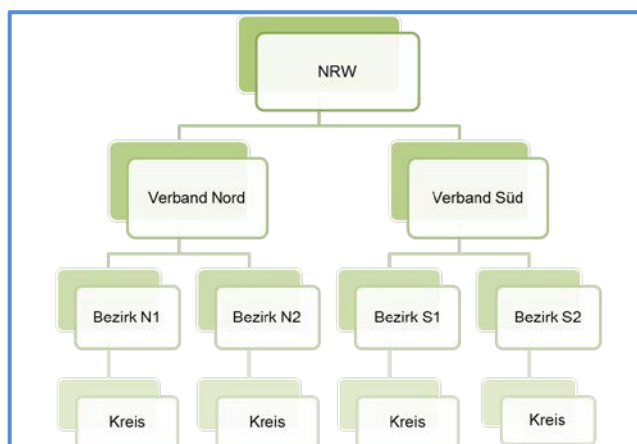 NRW
Verband Nord
Verband Süd
Bezirk N1
Bezirk N2
Bezirk S1
Bezirk S2
Kreis
Kreis
Kreis
Kreis